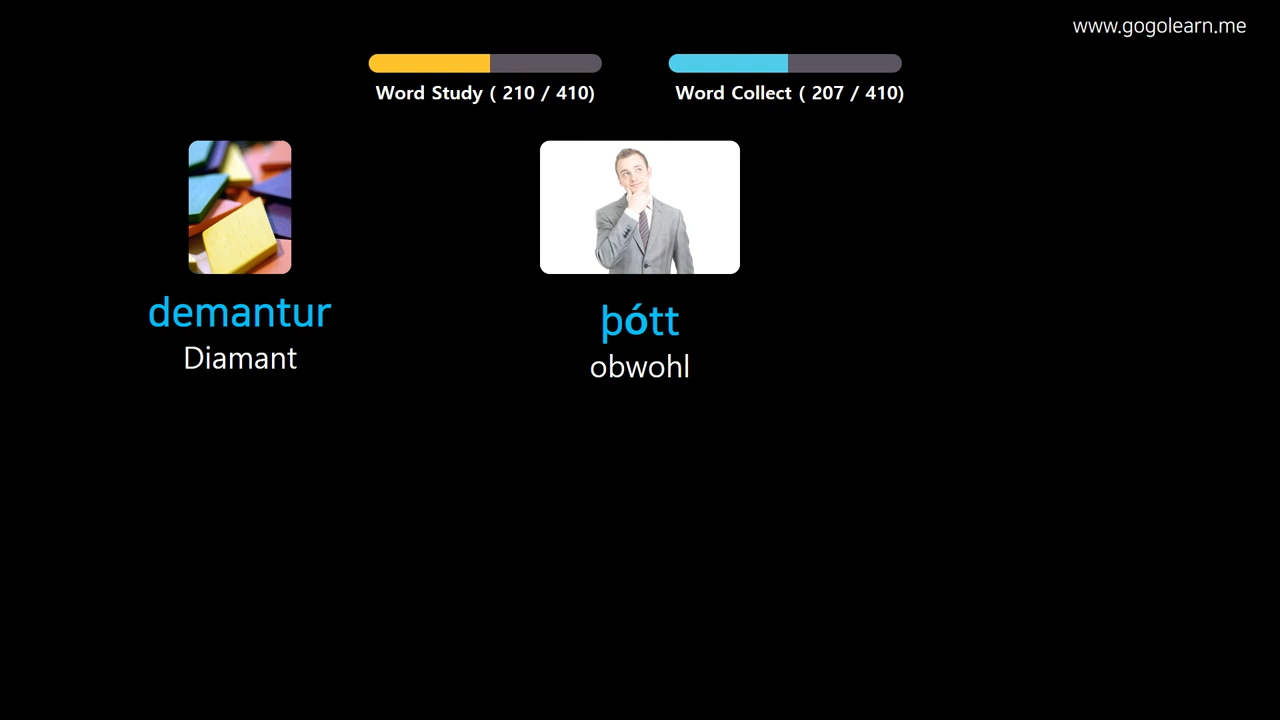 www.gogolearn.me
Word Study ( 210 / 410)
Word Collect ( 207 / 410)
demantur
Diamant
þótt
obwohl